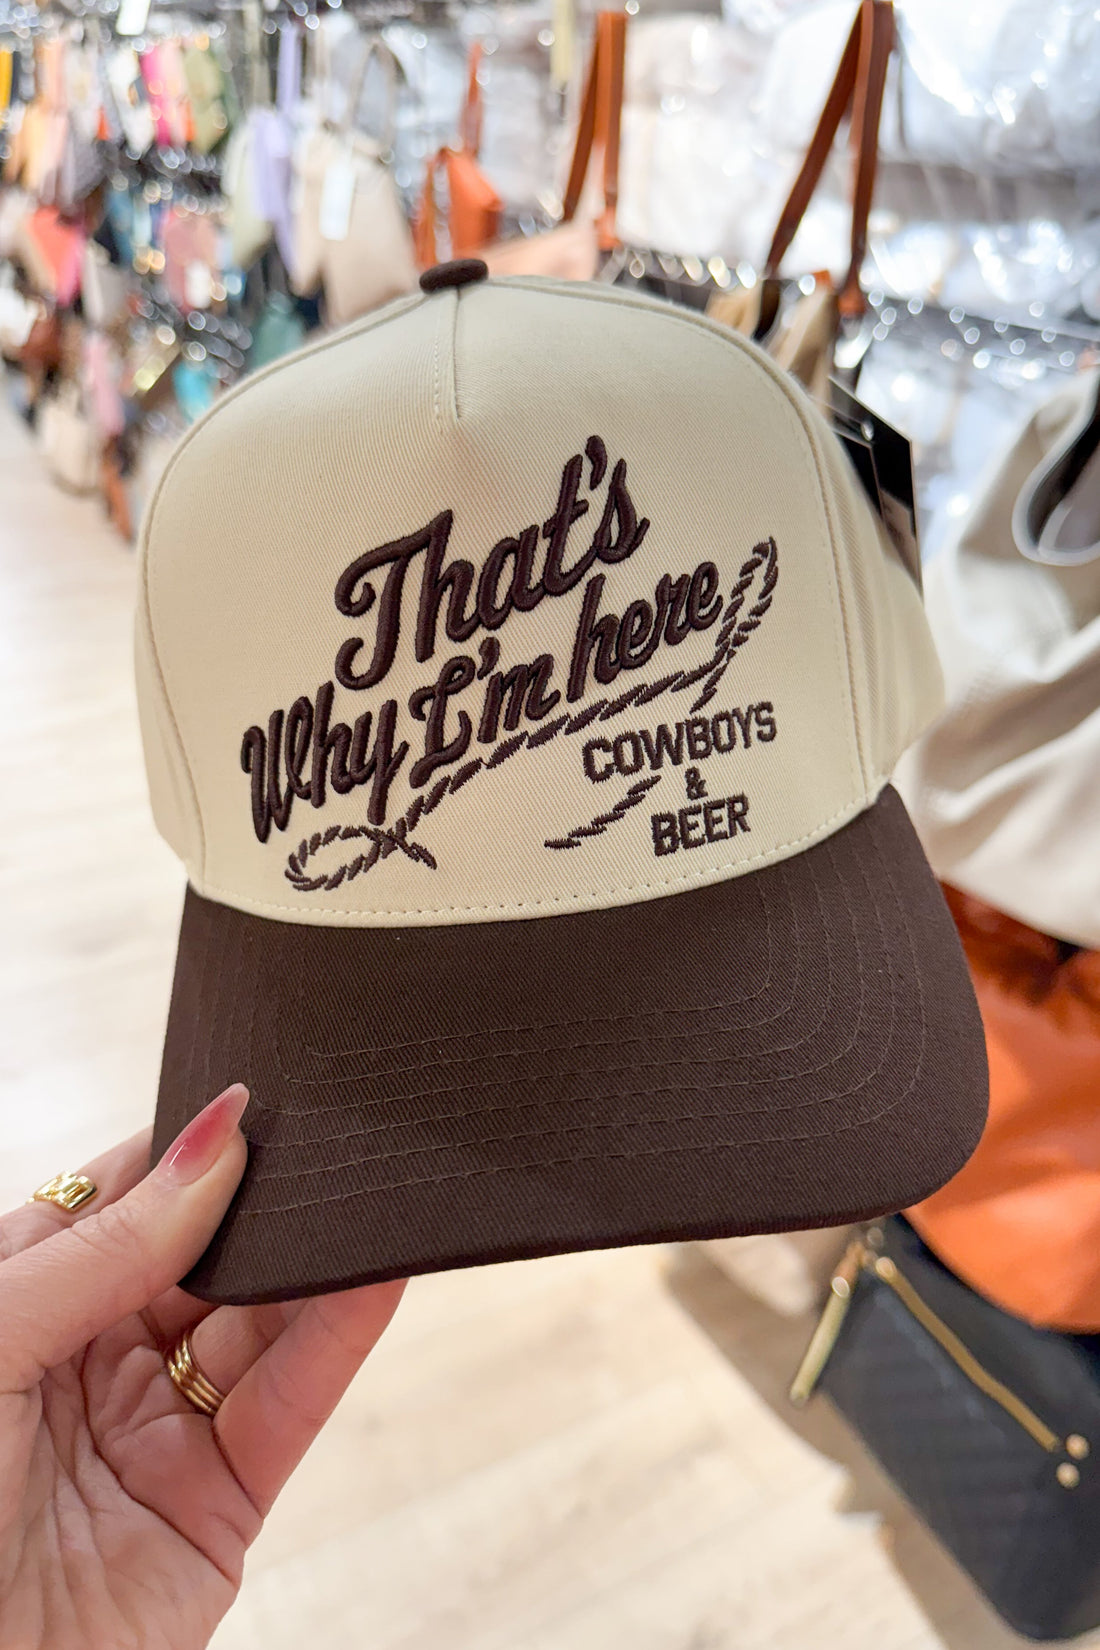 That's
Why I'm here
COWBOYS
&
BEER